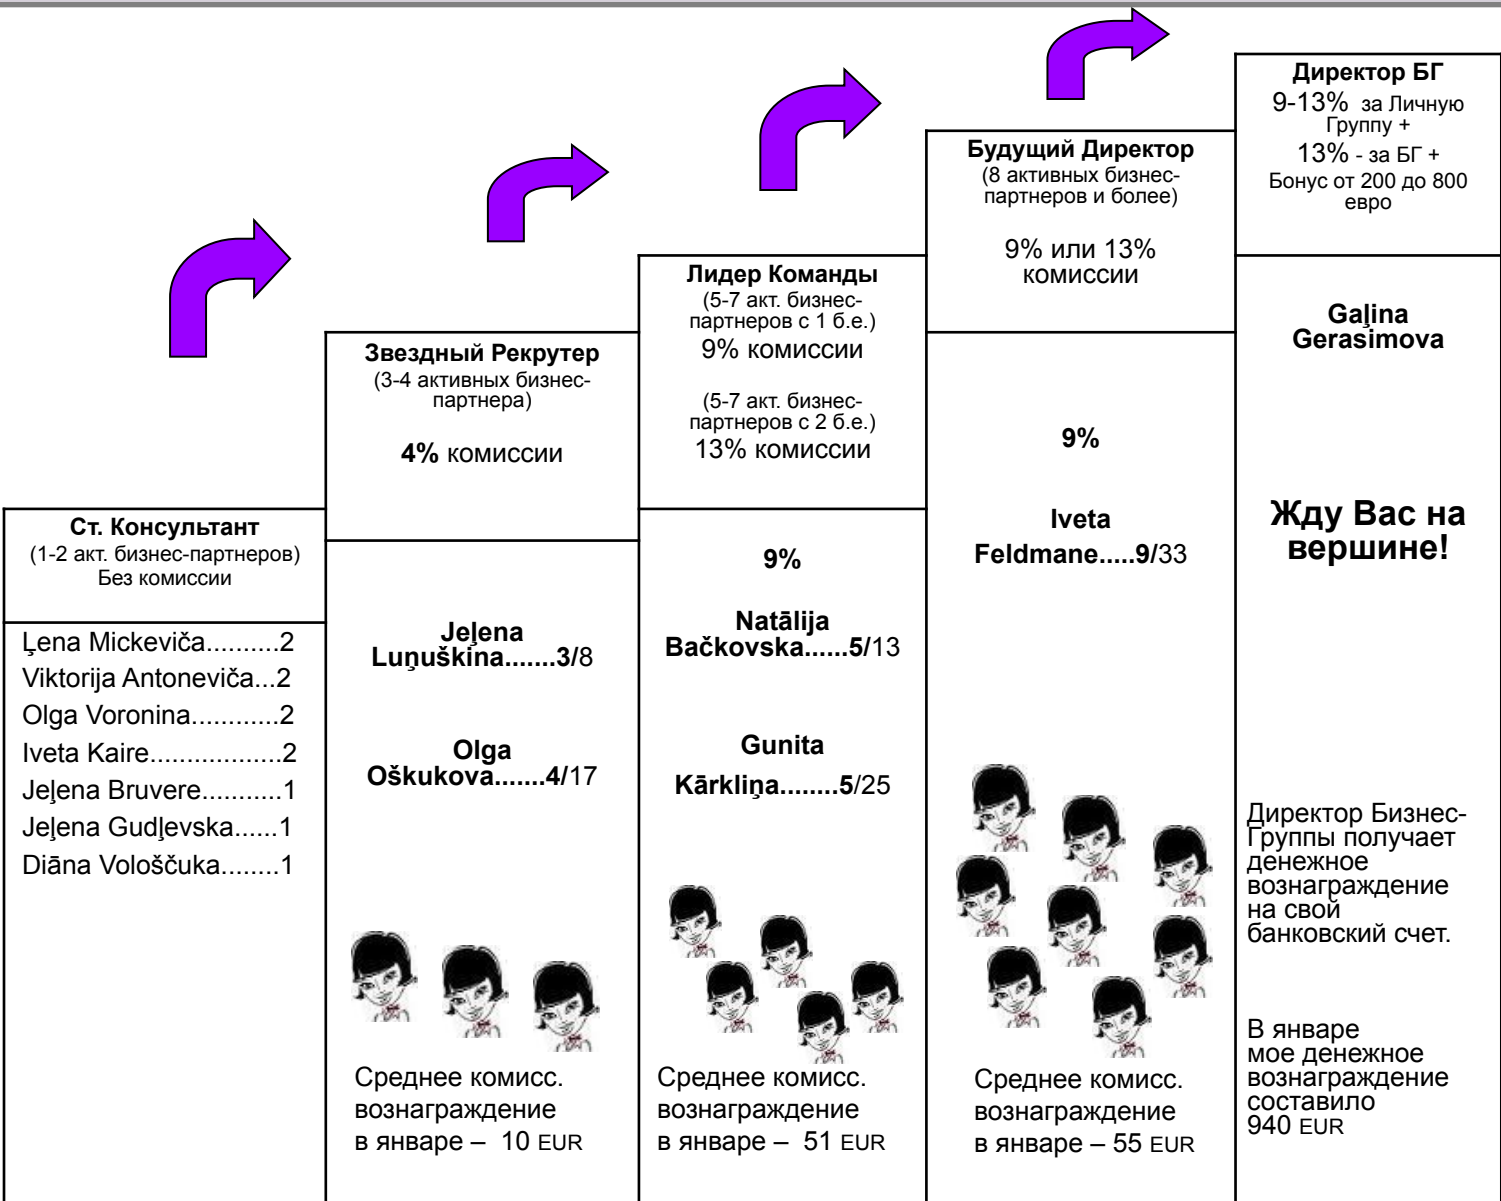 Ст. Консультант
(1-2 акт. бизнес-партнеров)
Без комиссии
Ļena Mickeviča..........2
Viktorija Antoneviča...2
Olga Voronina............2
Iveta Kaire..................2
Jeļena Bruvere...........1
Jeļena Gudļevska......1
Diāna Vološčuka........1
Звездный Рекрутер
(3-4 активных бизнес-
партнера)
4% комиссии
Jeļena
Luņuškina.......3/8
Olga
Oškukova.......4/17
Среднее комисс.
вознаграждение
в январе – 10 EUR
Лидер Команды
(5-7 акт. бизнес-
партнеров с 1 б.е.)
9% комиссии
(5-7 акт. бизнес-
партнеров с 2 б.е.)
13% комиссии
9%
Natālija
Bačkovska......5/13
Gunita
Kārkliņa........5/25
Среднее комисс.
вознаграждение
в январе – 51 EUR
Будущий Директор
(8 активных бизнес-
партнеров и более)
9% или 13%
комиссии
9%
Iveta
Feldmane.....9/33
Среднее комисс.
вознаграждение
в январе – 55 EUR
Директор БГ
9-13% за Личную
Группу +
13% - за БГ +
Бонус от 200 до 800
евро
Gaļina
Gerasimova
Жду Вас на
вершине!
Директор Бизнес-
Группы получает
денежное
вознаграждение
на свой
банковский счет.
В январе
мое денежное
вознаграждение
составило
940 EUR